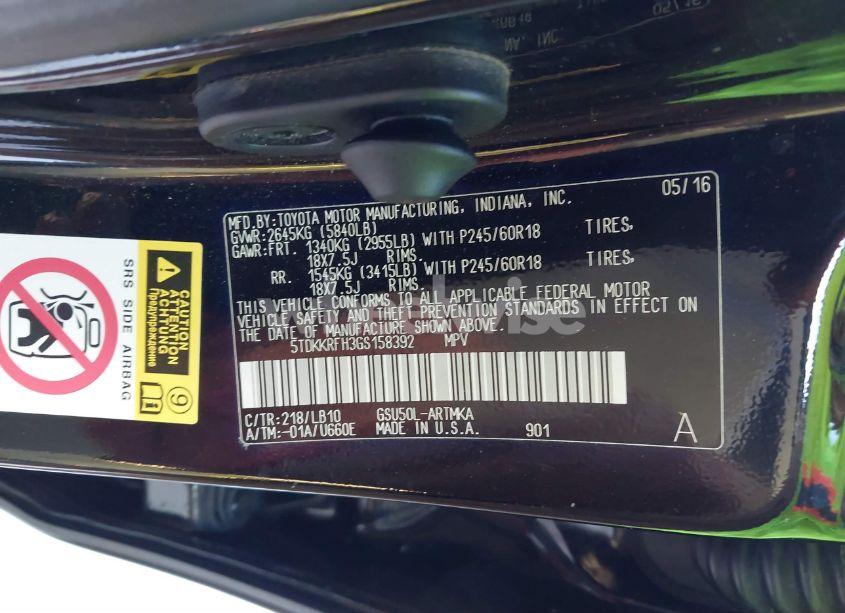 05/16
MFD.BY:TOYOTA MOTOR MANUFACTURING, INDIANA, INC.
GVWR:2645KG (5840LB)
GAWR:FRT. 1340KG (2955LB) WITH P245/60R18 TIRES,
18X7.5J RIMS.
RR. 1545KG (3415LB) WITH P245/60R18 TIRES,
18X7.5J RIMS.
THIS VEHICLE CONFORMS TO ALL APPLICABLE FEDERAL MOTOR
VEHICLE SAFETY AND THEFT PREVENTION STANDARDS IN EFFECT ON
THE DATE OF MANUFACTURE SHOWN ABOVE.
5TDKKRFH3GS158392 MPV
C/TR:218/LB10 GSU50L-ARTMKA
A/TM:-01A/U660E MADE IN U.S.A. 901 A
SRS SIDE AIRBAG
CAUTION
ATTENTION
ACHTUNG
Предупреждение
9